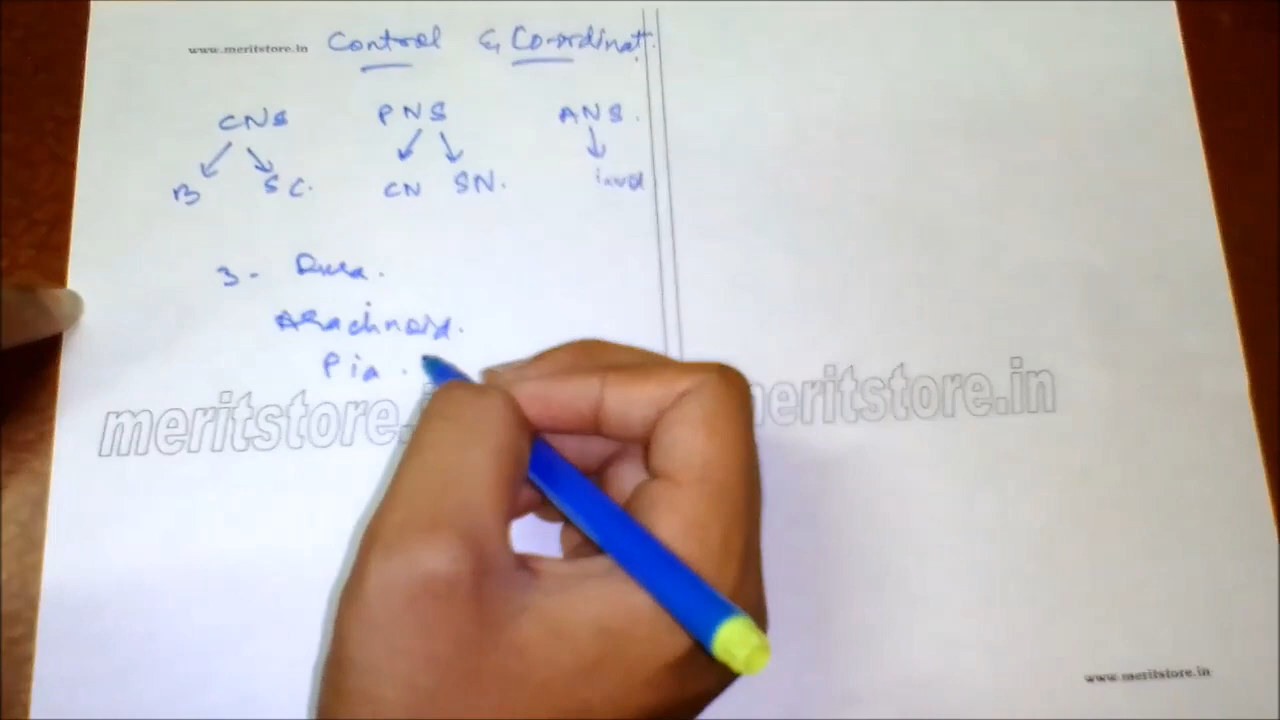 www.meritstore.in Control & Co-ordinat.
CNS PNS ANS.
B SC. CN SN. invol
3 - Dura.
Arachnoid.
Pia.
meritstore.i meritstore.in
www.meritstore.in